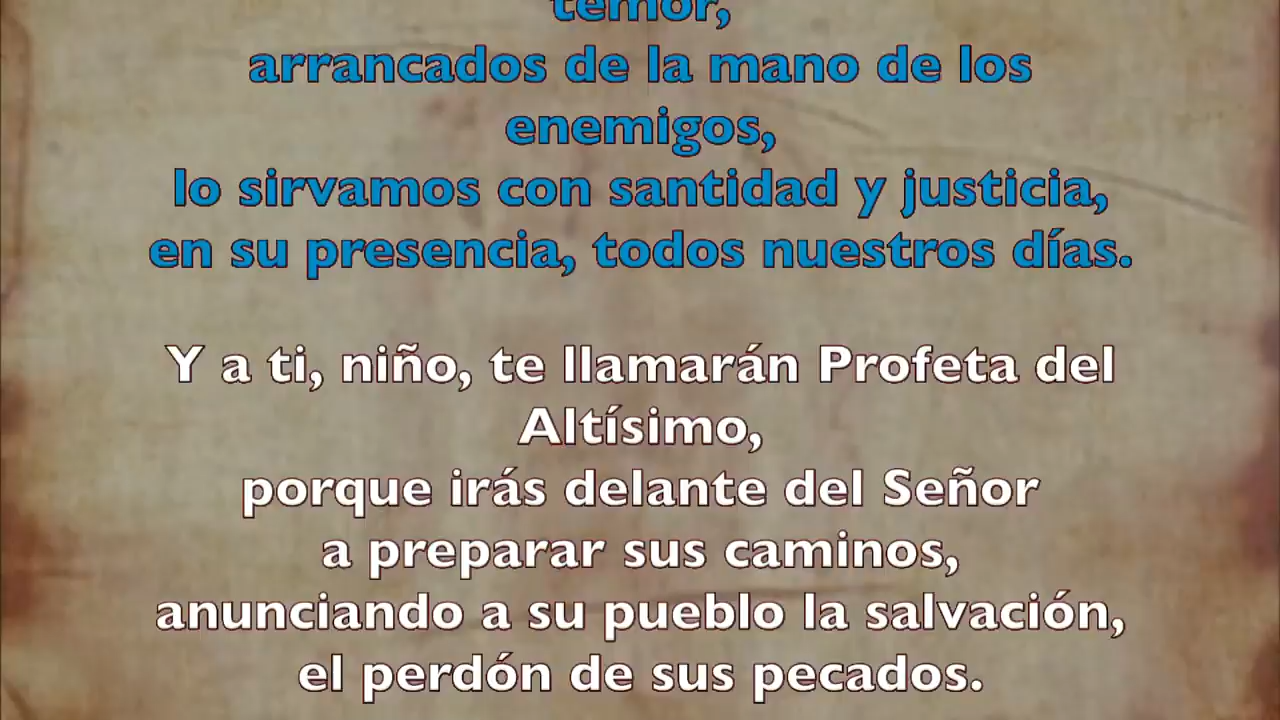 temor,
arrancados de la mano de los
enemigos,
lo sirvamos con santidad y justicia,
en su presencia, todos nuestros días.
Y a ti, niño, te llamarán Profeta del
Altísimo,
porque irás delante del Señor
a preparar sus caminos,
anunciando a su pueblo la salvación,
el perdón de sus pecados.